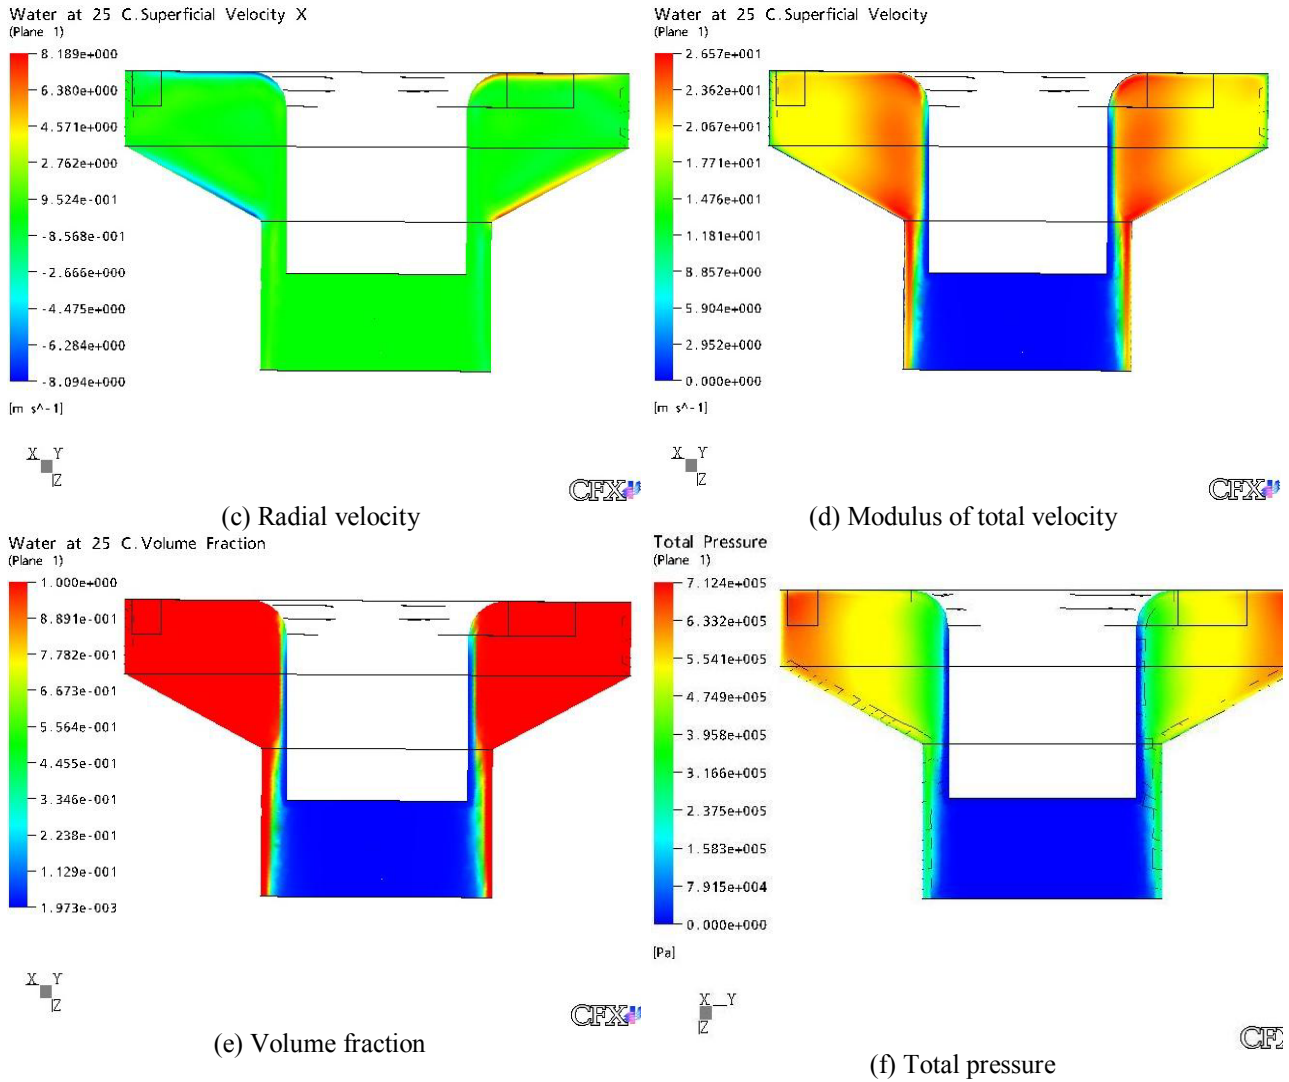 Water at 25 C.Superficial Velocity X
(Plane 1)
8.189e+000
6.380e+000
4.571e+000
2.762e+000
9.524e-001
-8.568e-001
-2.666e+000
-4.475e+000
-6.284e+000
-8.094e+000
[m s^-1]
X Y
Z
CFX
(c) Radial velocity
Water at 25 C.Superficial Velocity
(Plane 1)
2.657e+001
2.362e+001
2.067e+001
1.771e+001
1.476e+001
1.181e+001
8.857e+000
5.904e+000
2.952e+000
0.000e+000
[m s^-1]
X Y
Z
CFX
(d) Modulus of total velocity
Water at 25 C.Volume Fraction
(Plane 1)
1.000e+000
8.891e-001
7.782e-001
6.673e-001
5.564e-001
4.455e-001
3.346e-001
2.238e-001
1.129e-001
1.973e-003
X Y
Z
CFX
(e) Volume fraction
Total Pressure
(Plane 1)
7.124e+005
6.332e+005
5.541e+005
4.749e+005
3.958e+005
3.166e+005
2.375e+005
1.583e+005
7.915e+004
0.000e+000
[Pa]
X Y
Z
(f) Total pressure